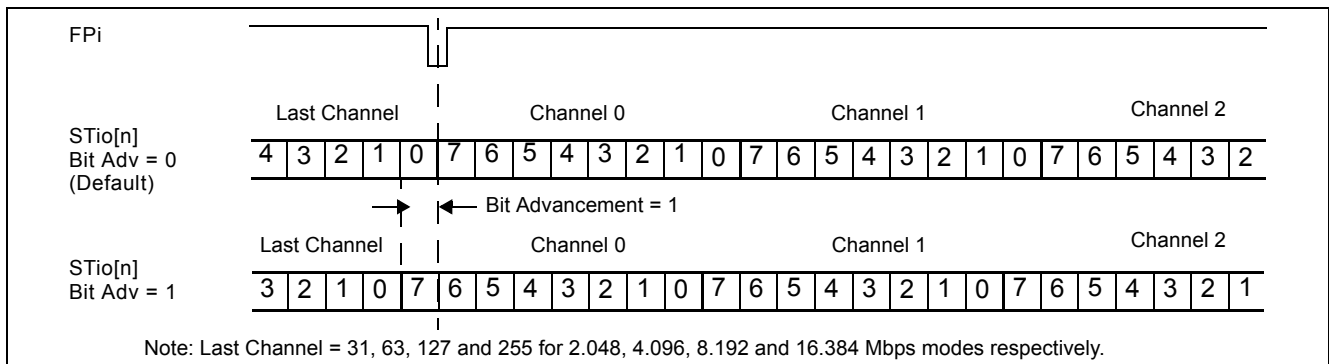 FPi
Last Channel Channel 0 Channel 1 Channel 2
STio[n]
Bit Adv = 0
(Default)
4 3 2 1 0 7 6 5 4 3 2 1 0 7 6 5 4 3 2 1 0 7 6 5 4 3 2
Bit Advancement = 1
Last Channel Channel 0 Channel 1 Channel 2
STio[n]
Bit Adv = 1
3 2 1 0 7 6 5 4 3 2 1 0 7 6 5 4 3 2 1 0 7 6 5 4 3 2 1
Note: Last Channel = 31, 63, 127 and 255 for 2.048, 4.096, 8.192 and 16.384 Mbps modes respectively.